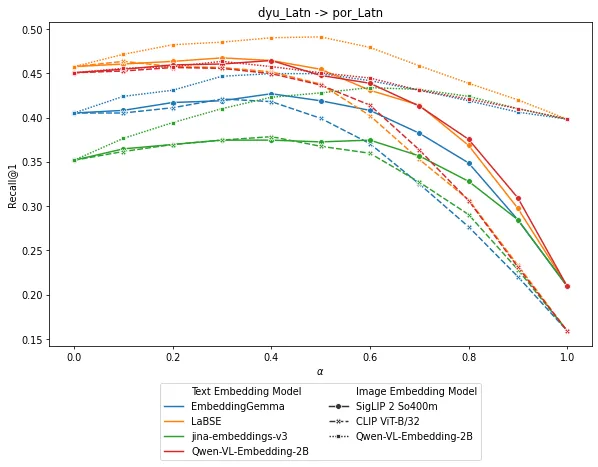 dyu_Latn -> por_Latn
0.50
0.45
0.40
0.35
0.30
0.25
0.20
0.15
Recall@1
0.0 0.2 0.4 0.6 0.8 1.0
α
Text Embedding Model Image Embedding Model
EmbeddingGemma SigLIP 2 So400m
LaBSE CLIP ViT-B/32
jina-embeddings-v3 Qwen-VL-Embedding-2B
Qwen-VL-Embedding-2B